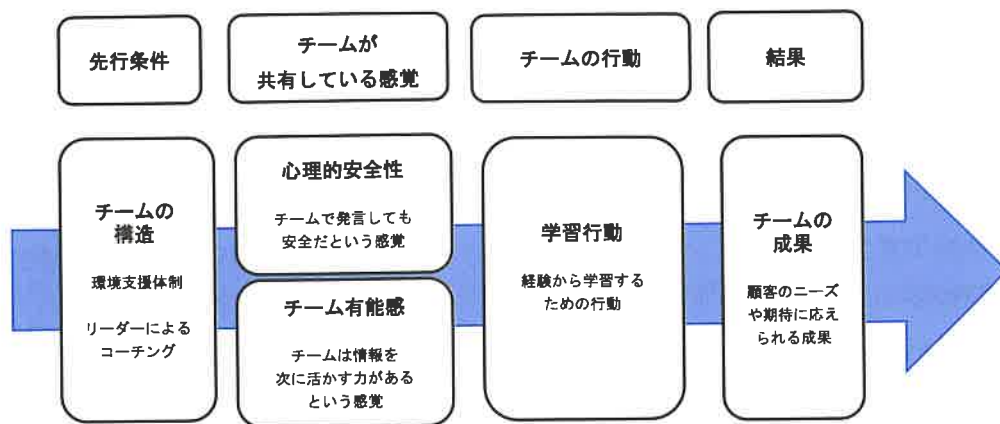 先行条件
チームが
共有している感覚
チームの行動
結果
チームの
構造
環境支援体制
リーダーによる
コーチング
心理的安全性
チームで発言しても
安全だという感覚
チーム有能感
チームは情報を
次に活かす力がある
という感覚
学習行動
経験から学習する
ための行動
チームの
成果
顧客のニーズ
や期待に応え
られる成果